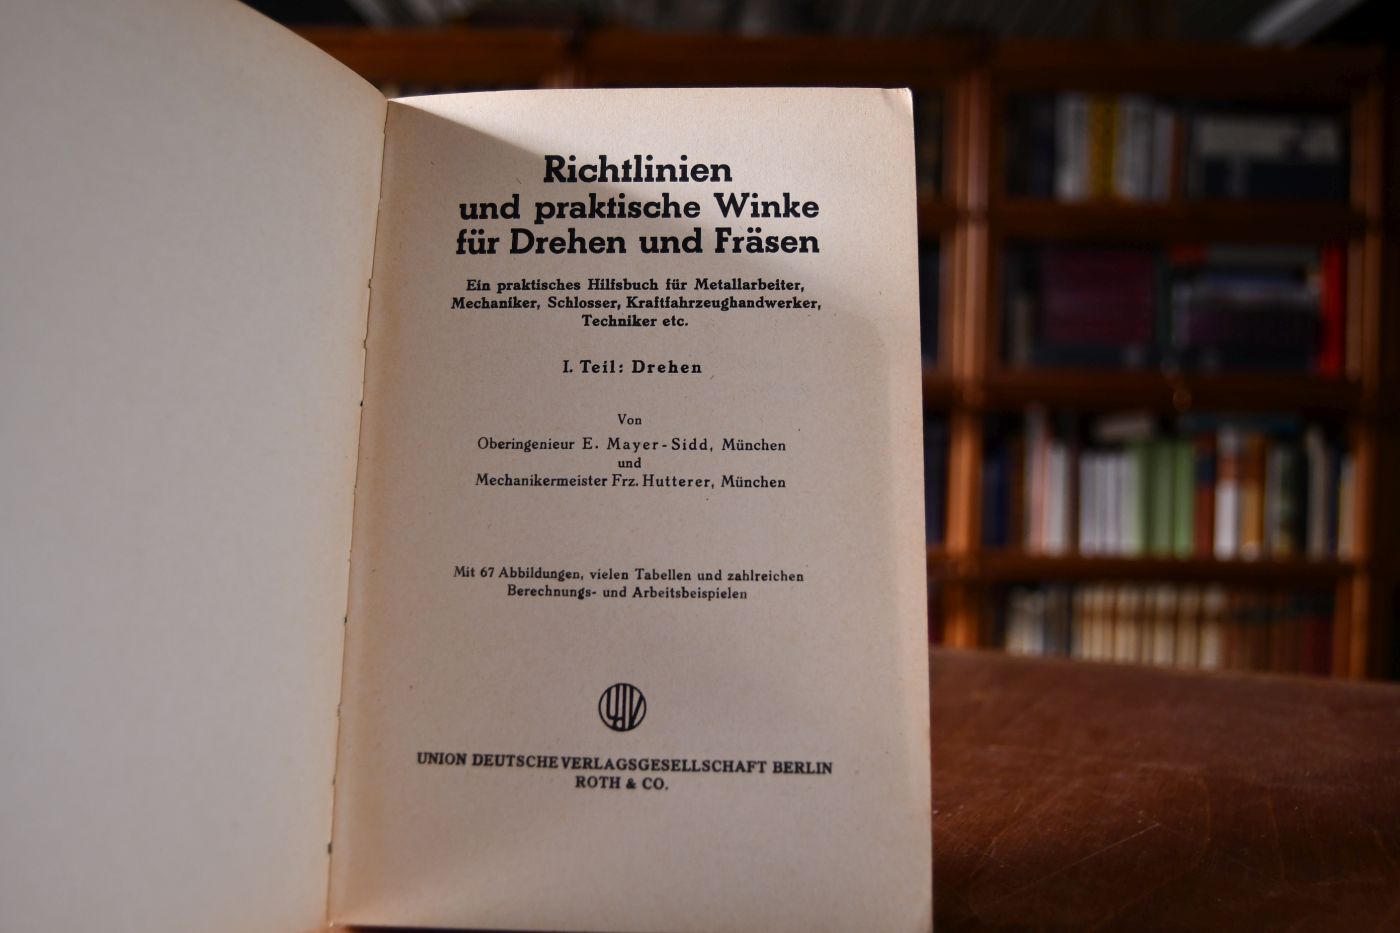 Richtlinien
und praktische Winke
für Drehen und Fräsen
Ein praktisches Hilfsbuch für Metallarbeiter,
Mechaniker, Schlosser, Kraftfahrzeughandwerker,
Techniker etc.
I. Teil: Drehen
Von
Oberingenieur E. Mayer-Sidd, München
und
Mechanikermeister Frz. Hutterer, München
Mit 67 Abbildungen, vielen Tabellen und zahlreichen
Berechnungs- und Arbeitsbeispielen
UNION DEUTSCHE VERLAGSGESELLSCHAFT BERLIN
ROTH & CO.